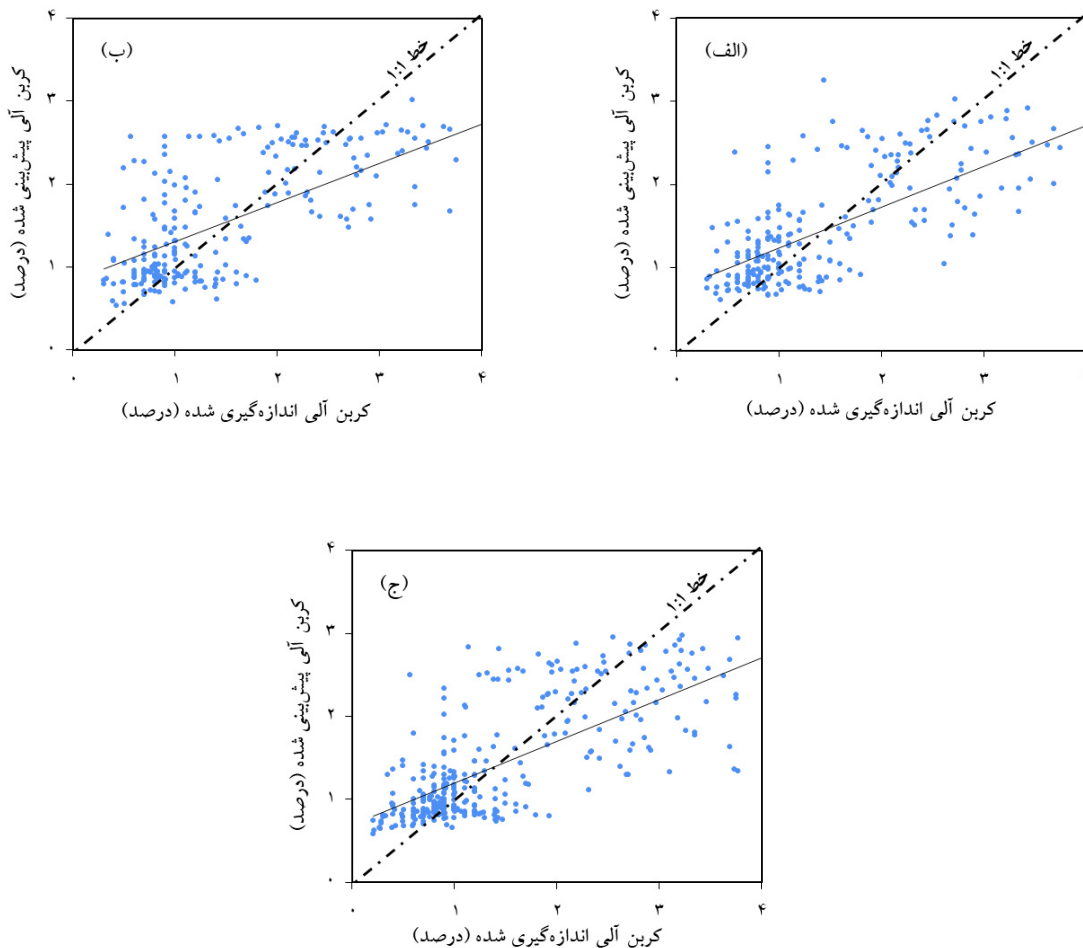 (الف)
خط ۱:۱
کربن آلی پیش‌بینی شده (درصد)
۴
۳
۲
۱
۰
۰
۱
۲
۳
کربن آلی اندازه‌گیری شده (درصد)
(ب)
خط ۱:۱
کربن آلی پیش‌بینی شده (درصد)
۴
۳
۲
۱
۰
۰
۱
۲
۳
۴
کربن آلی اندازه‌گیری شده (درصد)
(ج)
خط ۱:۱
کربن آلی پیش‌بینی شده (درصد)
۴
۳
۲
۱
۰
۰
۱
۲
۳
۴
کربن آلی اندازه‌گیری شده (درصد)